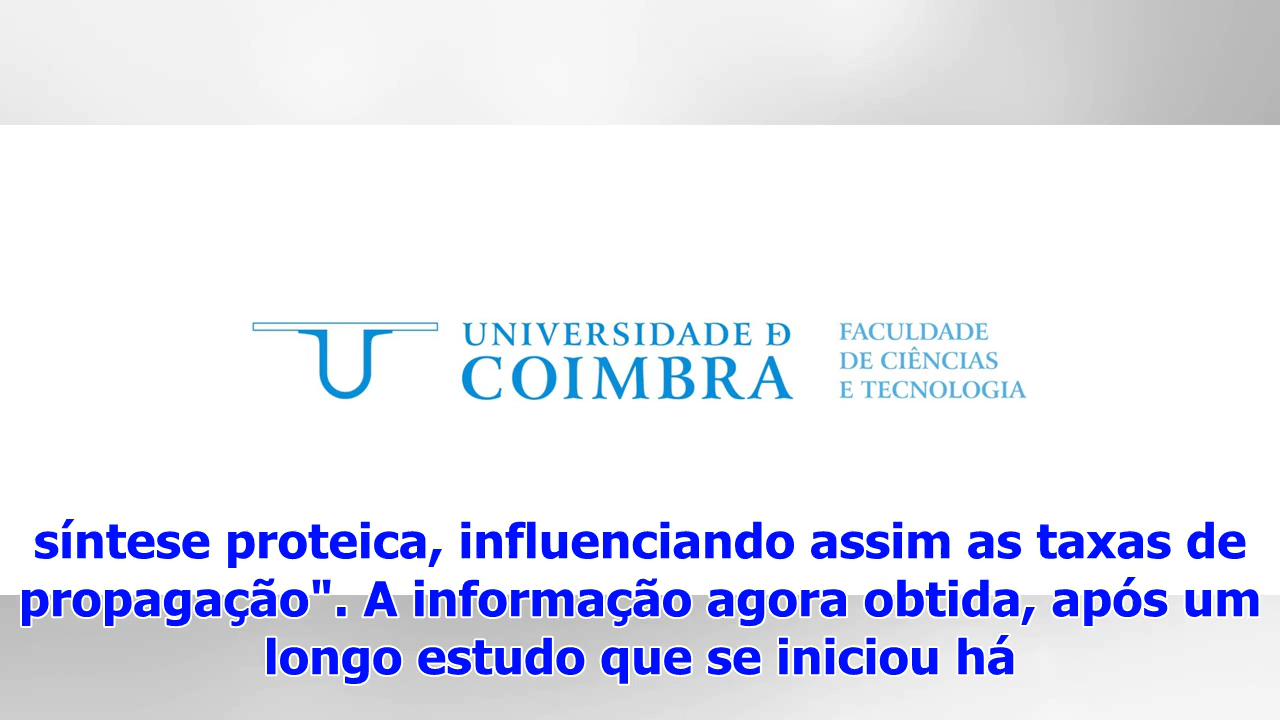 UNIVERSIDADE DE
COIMBRA
FACULDADE
DE CIÊNCIAS
E TECNOLOGIA
síntese proteica, influenciando assim as taxas de
propagação". A informação agora obtida, após um
longo estudo que se iniciou há